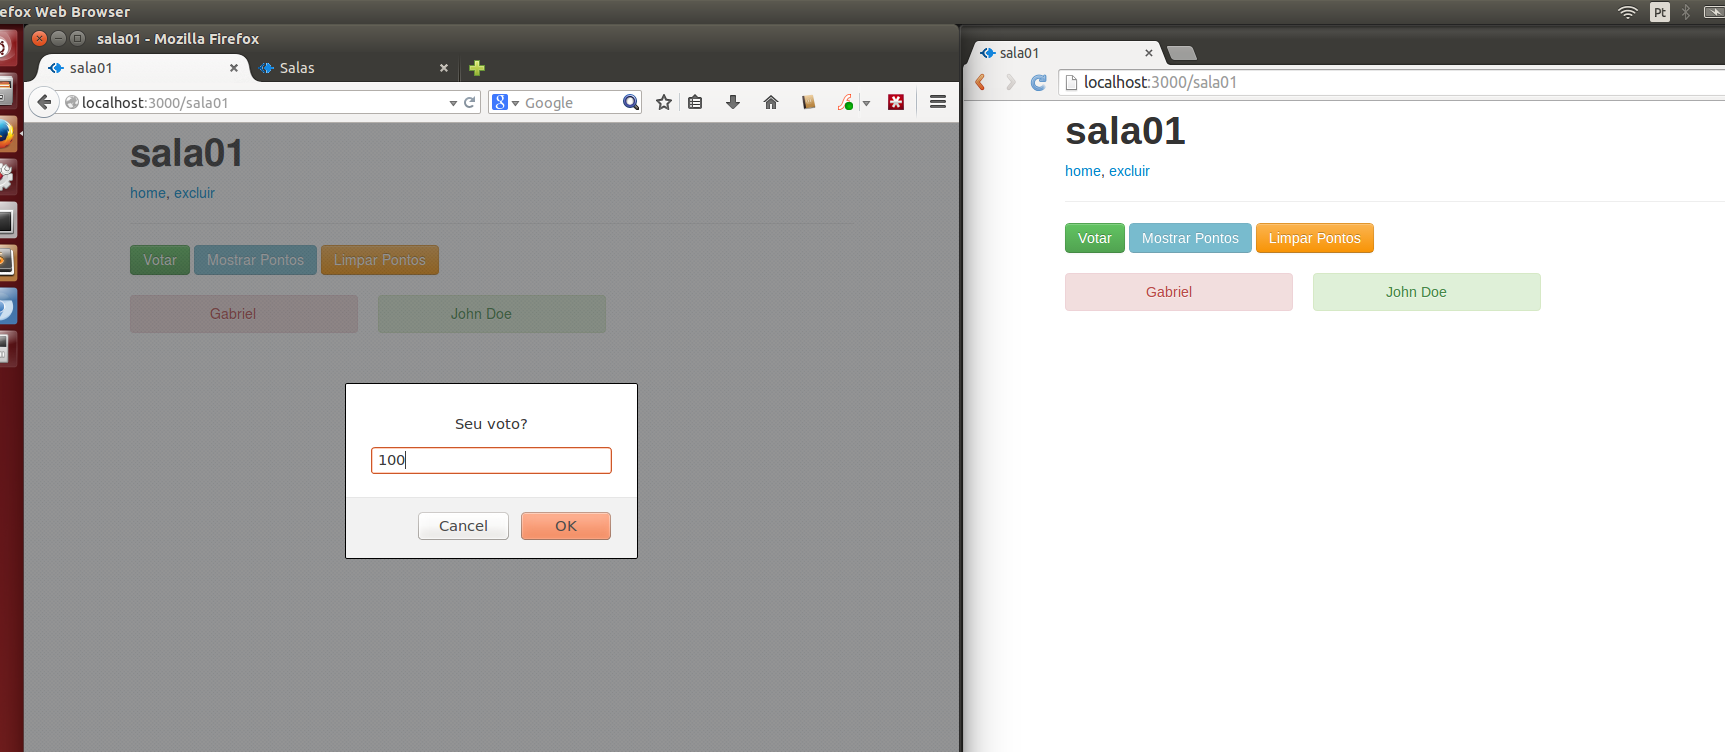 efox Web Browser
Pt
sala01 - Mozilla Firefox
sala01
Salas
localhost:3000/sala01
Google
sala01
home, excluir
Votar Mostrar Pontos Limpar Pontos
Gabriel John Doe
Seu voto?
100
Cancel OK
sala01
localhost:3000/sala01
sala01
home, excluir
Votar Mostrar Pontos Limpar Pontos
Gabriel John Doe